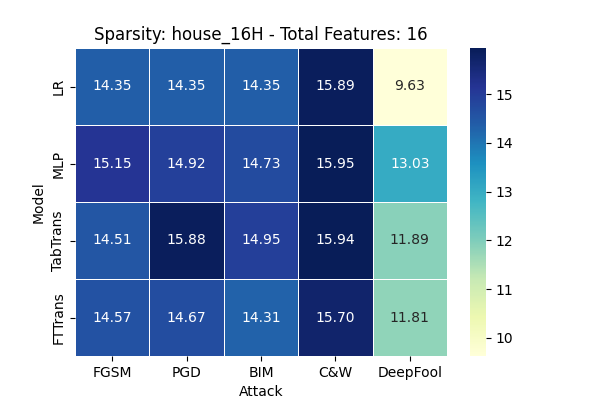 Sparsity: house_16H - Total Features: 16
LR 14.35 14.35 14.35 15.89 9.63
MLP 15.15 14.92 14.73 15.95 13.03
TabTrans 14.51 15.88 14.95 15.94 11.89
FTTrans 14.57 14.67 14.31 15.70 11.81
Model
FGSM PGD BIM C&W DeepFool
Attack
15
14
13
12
11
10